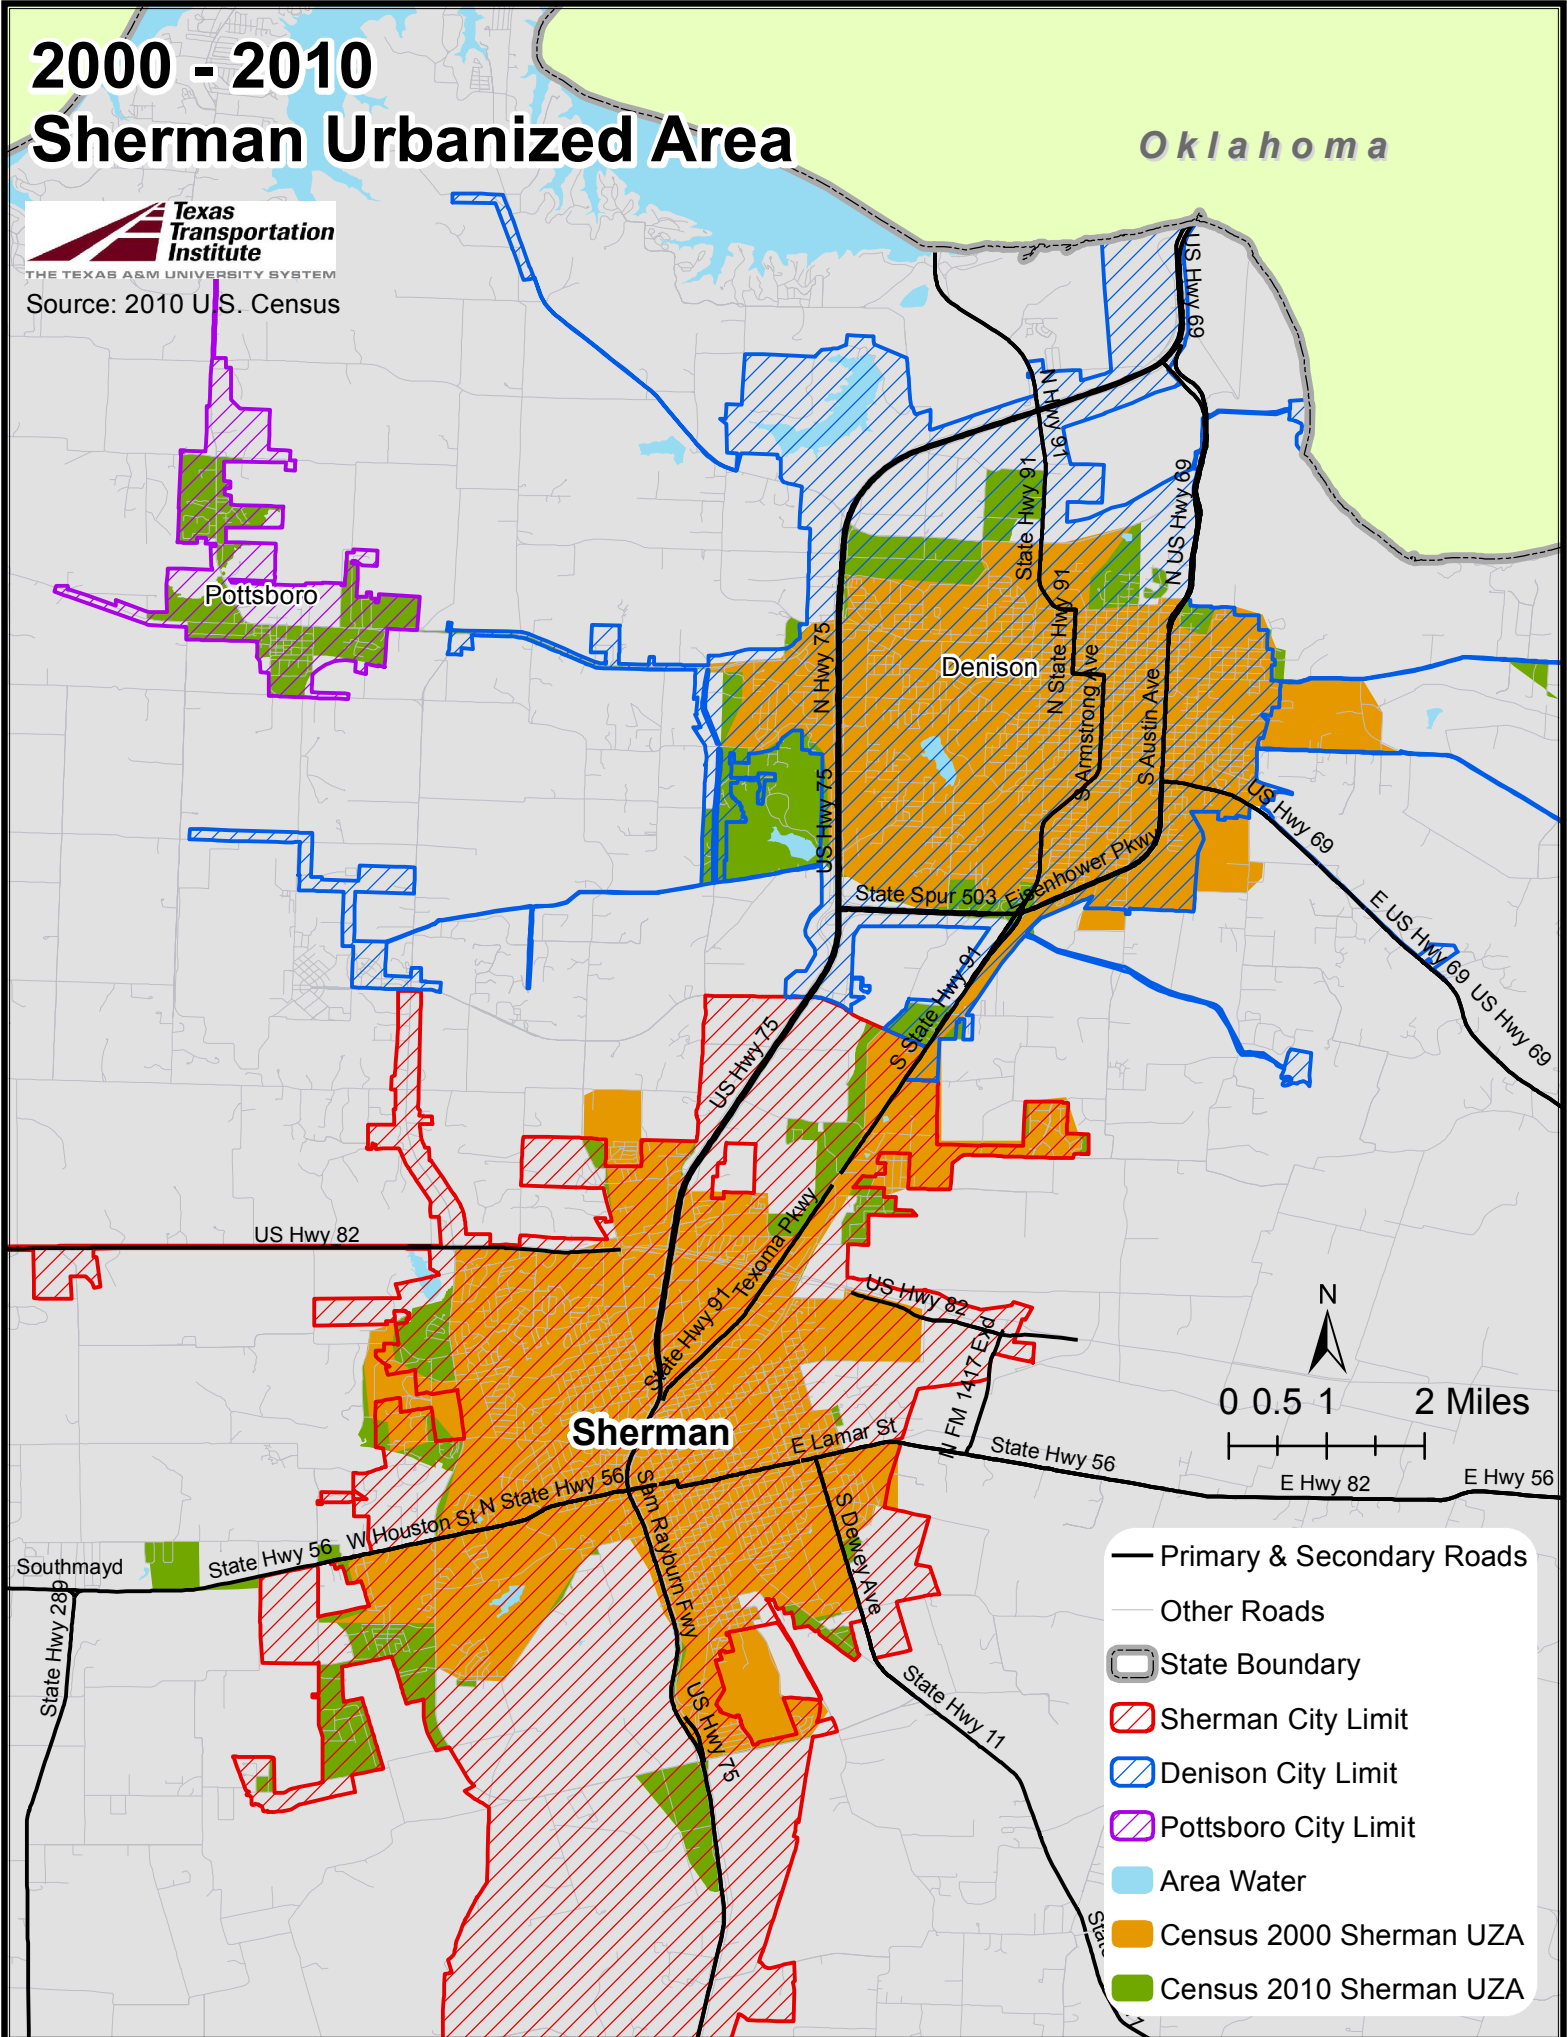 2000 - 2010
Sherman Urbanized Area
Oklahoma
Texas
Transportation
Institute
THE TEXAS A&M UNIVERSITY SYSTEM
Source: 2010 U.S. Census
US Hwy 69
N Hwy 91
State Hwy 91
N US Hwy 69
Pottsboro
N Hwy 75
N State Hwy 91
Denison
S Armstrong Ave
S Austin Ave
US Hwy 75
US Hwy 69
State Spur 503
Eisenhower Pkwy
E US Hwy 69
US Hwy 69
S State Hwy 91
US Hwy 75
US Hwy 82
Texoma Pkwy
State Hwy 91
US Hwy 82
N FM 1417 Exd
N
0 0.5 1 2 Miles
Sherman
E Lamar St
State Hwy 56
E Hwy 82
E Hwy 56
N State Hwy 56
W Houston St
State Hwy 56
Southmayd
Sam Rayburn Fwy
S Dewey Ave
State Hwy 289
US Hwy 75
State Hwy 11
Primary & Secondary Roads
Other Roads
State Boundary
Sherman City Limit
Denison City Limit
Pottsboro City Limit
Area Water
Census 2000 Sherman UZA
Census 2010 Sherman UZA